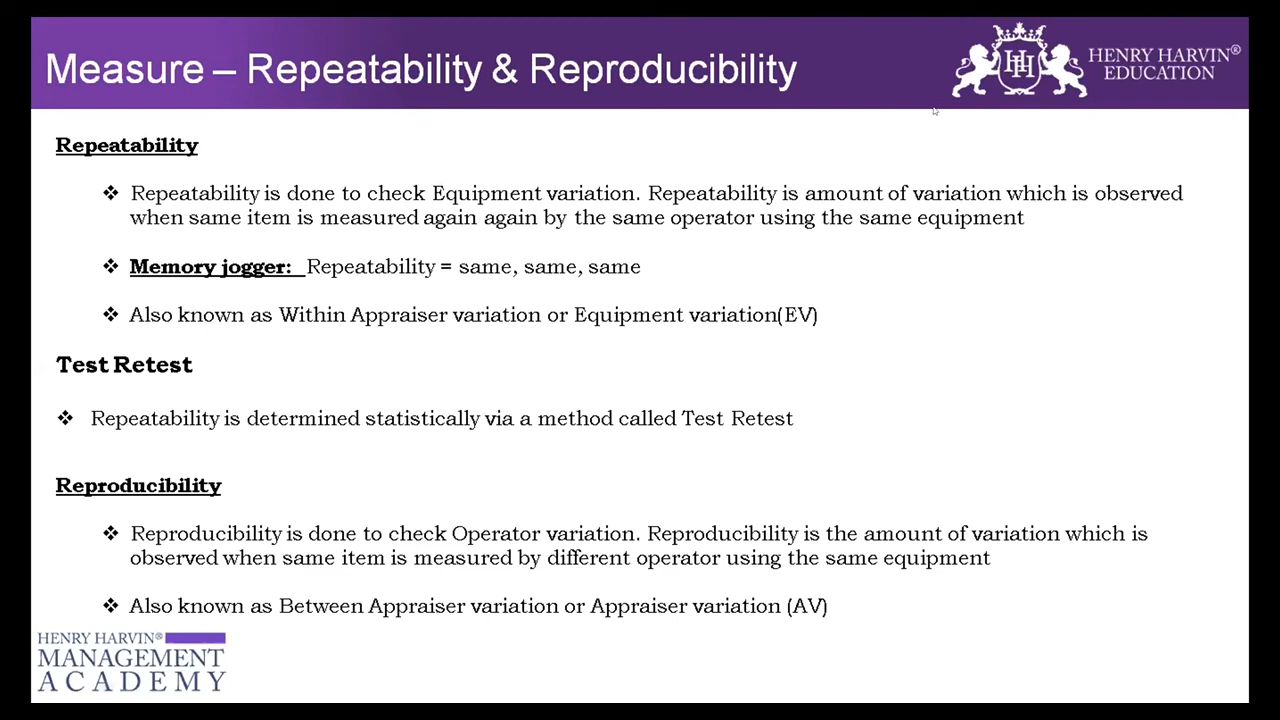 Measure – Repeatability & Reproducibility
HENRY HARVIN®
EDUCATION
Repeatability
❖ Repeatability is done to check Equipment variation. Repeatability is amount of variation which is observed
when same item is measured again again by the same operator using the same equipment
❖ Memory jogger: Repeatability = same, same, same
❖ Also known as Within Appraiser variation or Equipment variation(EV)
Test Retest
❖ Repeatability is determined statistically via a method called Test Retest
Reproducibility
❖ Reproducibility is done to check Operator variation. Reproducibility is the amount of variation which is
observed when same item is measured by different operator using the same equipment
❖ Also known as Between Appraiser variation or Appraiser variation (AV)
HENRY HARVIN®
MANAGEMENT
ACADEMY